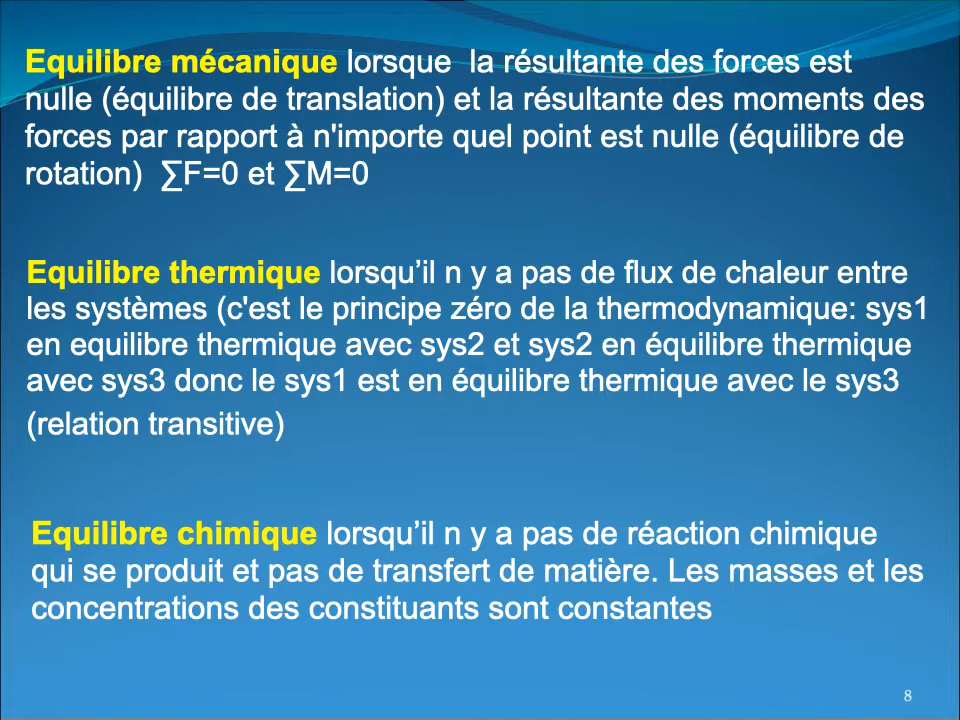 Equilibre mécanique lorsque  la résultante des forces est
nulle (équilibre de translation) et la résultante des moments des
forces par rapport à n'importe quel point est nulle (équilibre de
rotation)  ∑F=0 et ∑M=0
Equilibre thermique lorsqu’il n y a pas de flux de chaleur entre
les systèmes (c'est le principe zéro de la thermodynamique: sys1
en equilibre thermique avec sys2 et sys2 en équilibre thermique
avec sys3 donc le sys1 est en équilibre thermique avec le sys3
(relation transitive)
Equilibre chimique lorsqu’il n y a pas de réaction chimique
qui se produit et pas de transfert de matière. Les masses et les
concentrations des constituants sont constantes
8